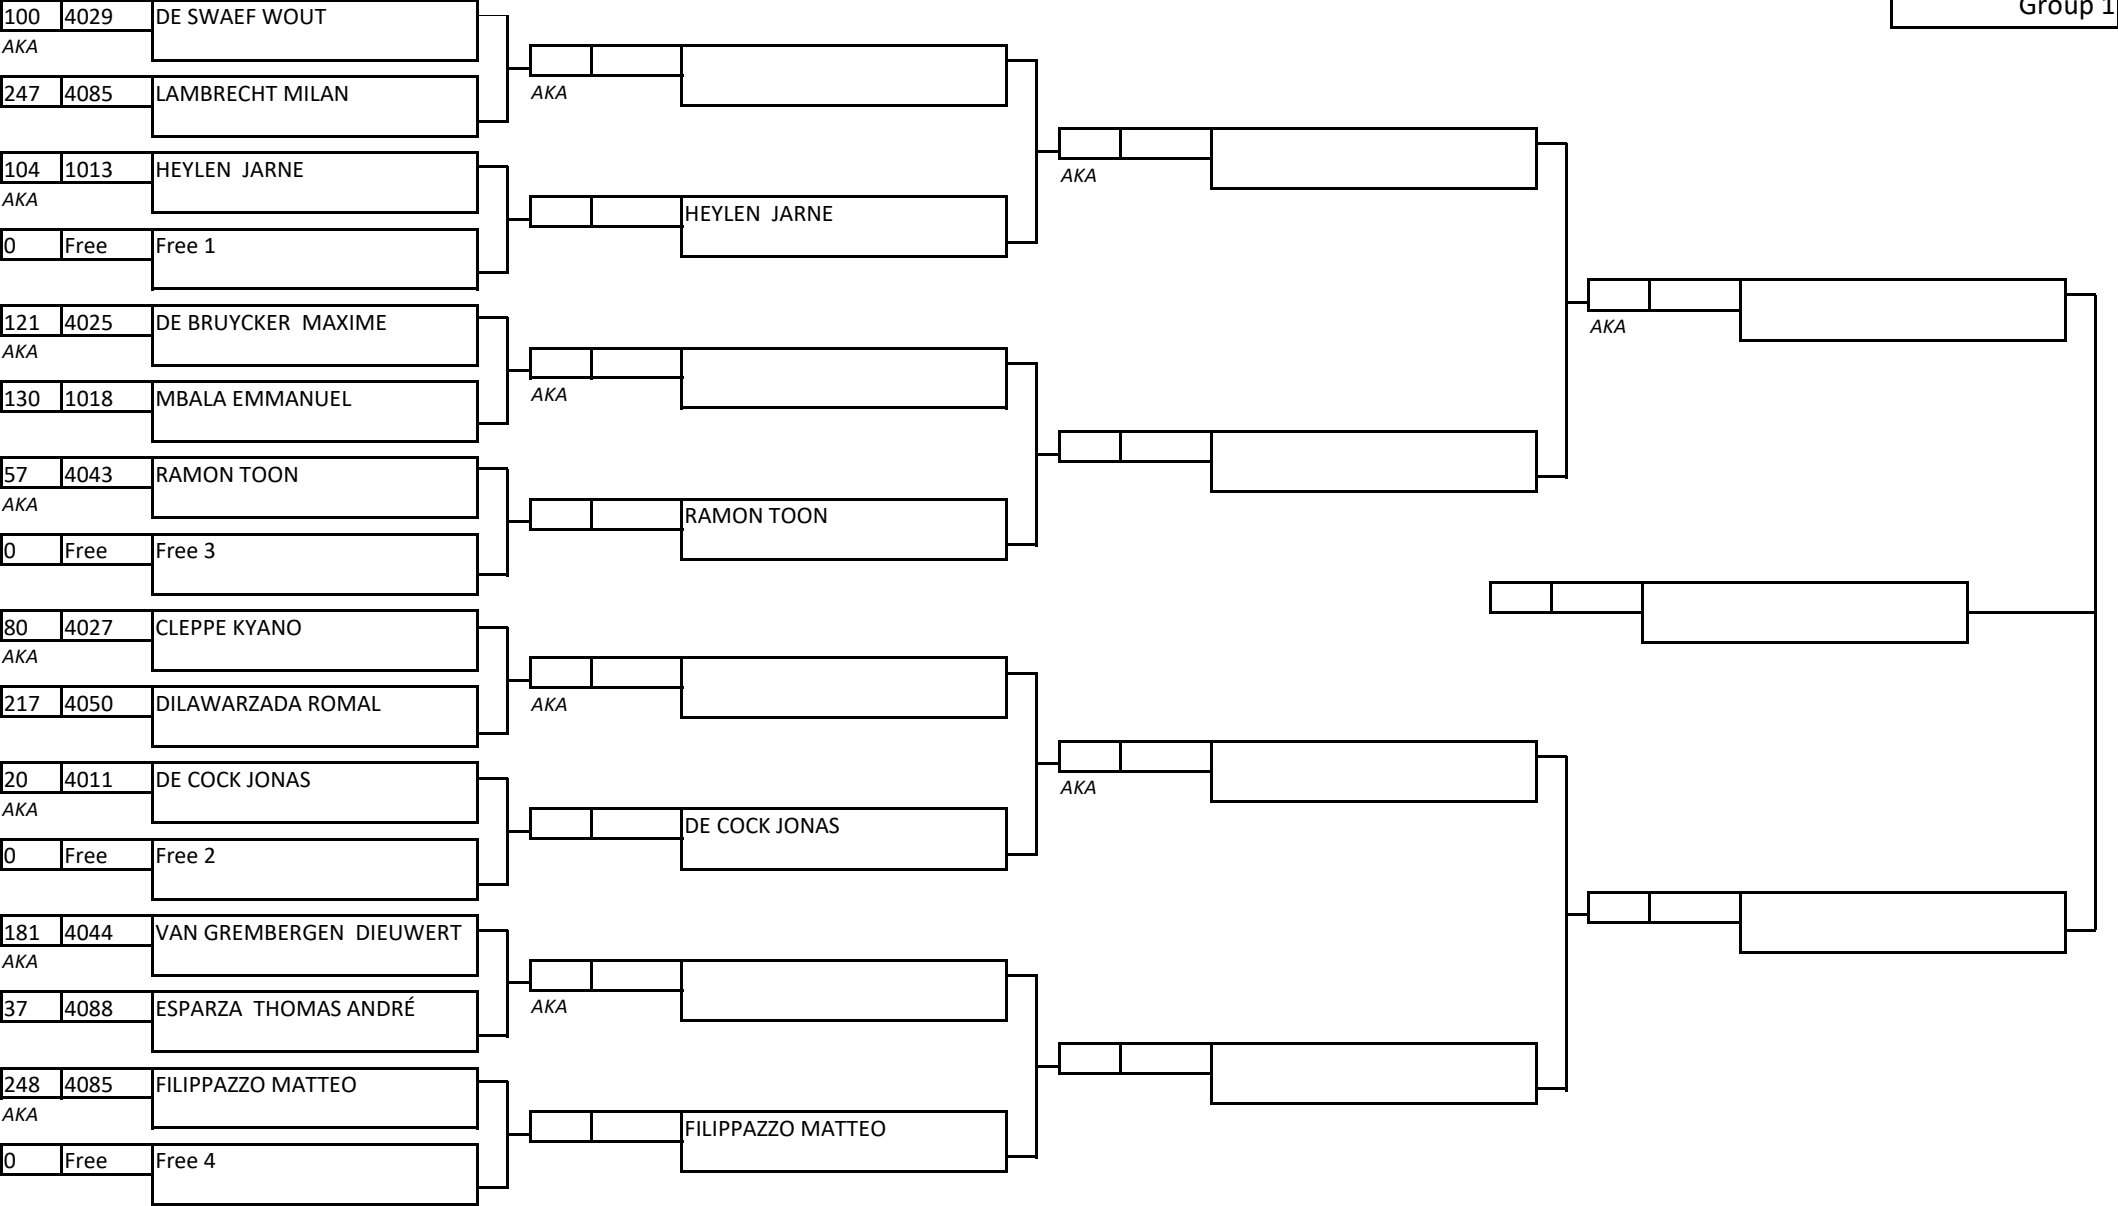 Group 1
100 4029 DE SWAEF WOUT
AKA
AKA
247 4085 LAMBRECHT MILAN
AKA
104 1013 HEYLEN  JARNE
AKA
HEYLEN  JARNE
0 Free Free 1
121 4025 DE BRUYCKER  MAXIME
AKA
AKA
130 1018 MBALA EMMANUEL
AKA
57 4043 RAMON TOON
AKA
RAMON TOON
0 Free Free 3
80 4027 CLEPPE KYANO
AKA
217 4050 DILAWARZADA ROMAL
AKA
20 4011 DE COCK JONAS
AKA
AKA
DE COCK JONAS
0 Free Free 2
181 4044 VAN GREMBERGEN  DIEUWERT
AKA
37 4088 ESPARZA  THOMAS ANDRÉ
AKA
248 4085 FILIPPAZZO MATTEO
AKA
FILIPPAZZO MATTEO
0 Free Free 4